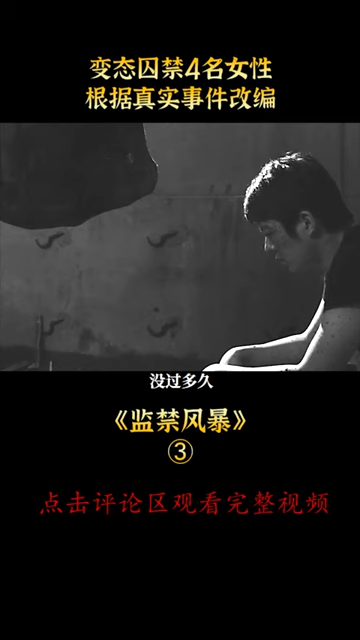 变态囚禁4名女性
根据真实事件改编
没过多久
《监禁风暴》
③
点击评论区观看完整视频